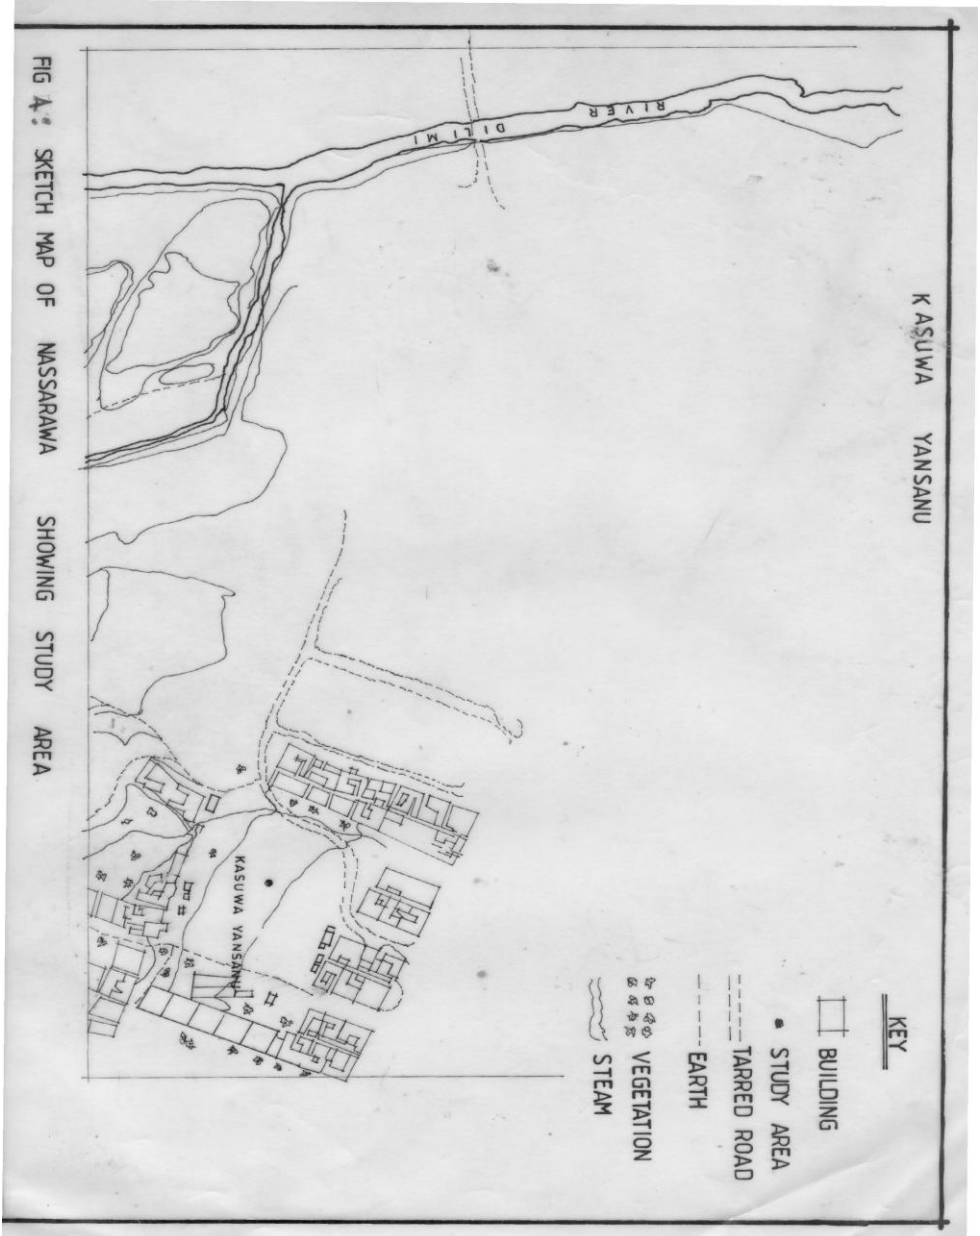 KASUWA YANSANU
RIVER DILIMI
KASUWA YANSANU
KEY
BUILDING
STUDY AREA
TARRED ROAD
EARTH
VEGETATION
STEAM
FIG 4: SKETCH MAP OF NASSARAWA SHOWING STUDY AREA